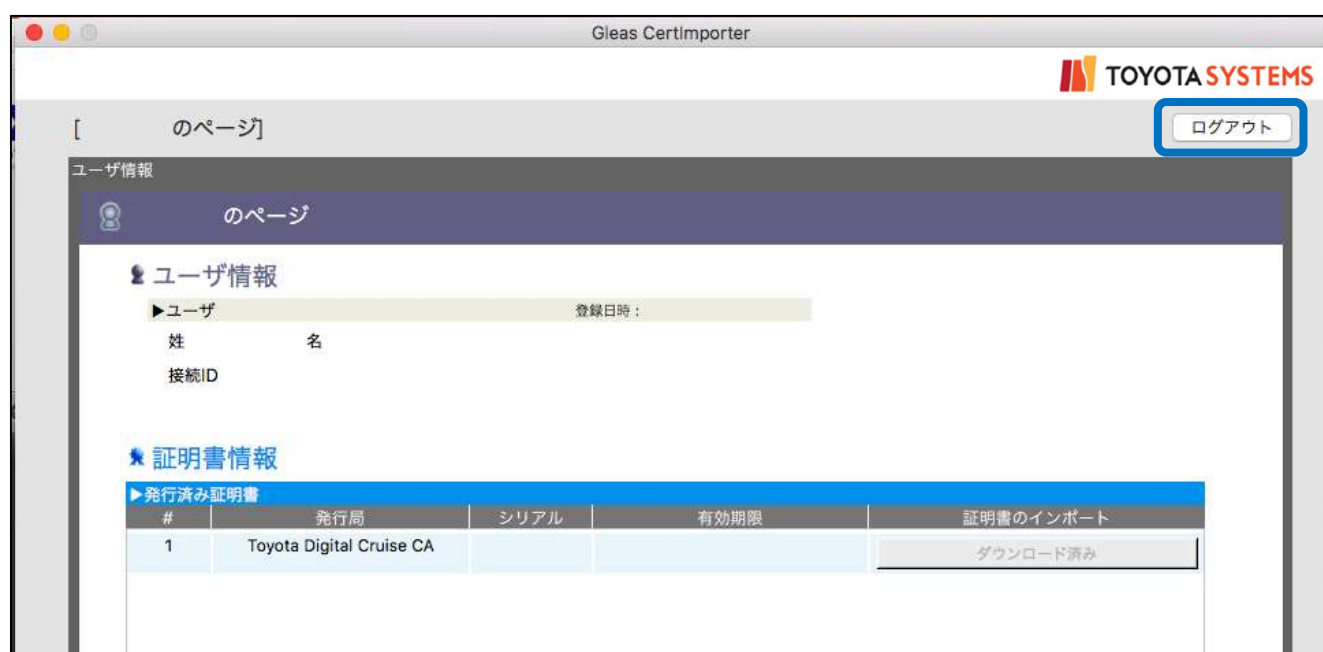 Gleas CertImporter
TOYOTA SYSTEMS
[ のページ]
ログアウト
ユーザ情報
のページ
ユーザ情報
▶ユーザ 登録日時：
姓 名
接続ID
証明書情報
▶発行済み証明書
# 発行局 シリアル 有効期限 証明書のインポート
1 Toyota Digital Cruise CA ダウンロード済み